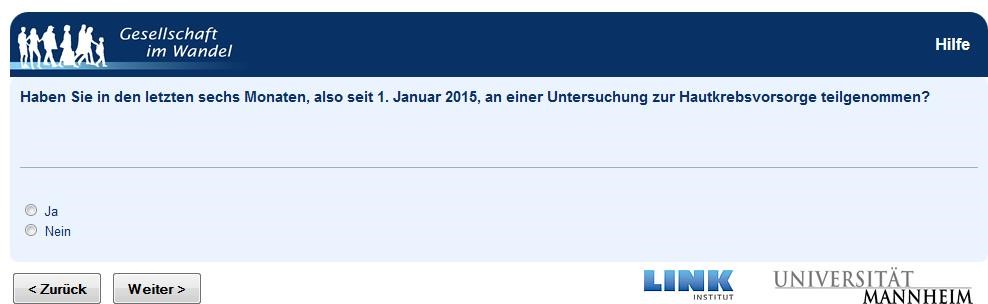 Gesellschaft
im Wandel
Hilfe
Haben Sie in den letzten sechs Monaten, also seit 1. Januar 2015, an einer Untersuchung zur Hautkrebsvorsorge teilgenommen?
Ja
Nein
< Zurück
Weiter >
LINK
INSTITUT
UNIVERSITÄT
MANNHEIM